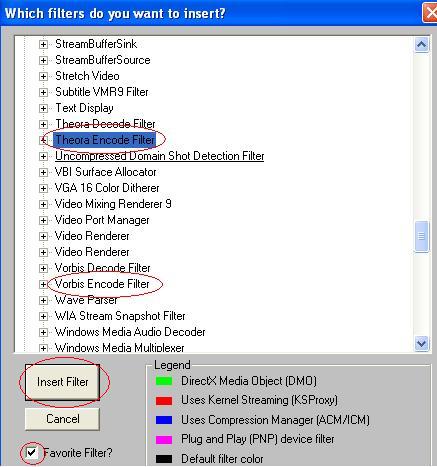 Which filters do you want to insert?
StreamBufferSink
StreamBufferSource
Stretch Video
Subtitle VMR9 Filter
Text Display
Theora Decode Filter
Theora Encode Filter
Uncompressed Domain Shot Detection Filter
VBI Surface Allocator
VGA 16 Color Ditherer
Video Mixing Renderer 9
Video Port Manager
Video Renderer
Video Renderer
Vorbis Decode Filter
Vorbis Encode Filter
Wave Parser
WIA Stream Snapshot Filter
Windows Media Audio Decoder
Windows Media Multiplexer
Insert Filter
Cancel
Favorite Filter?
Legend
DirectX Media Object (DMO)
Uses Kernel Streaming (KSProxy)
Uses Compression Manager (ACM/ICM)
Plug and Play (PNP) device filter
Default filter color